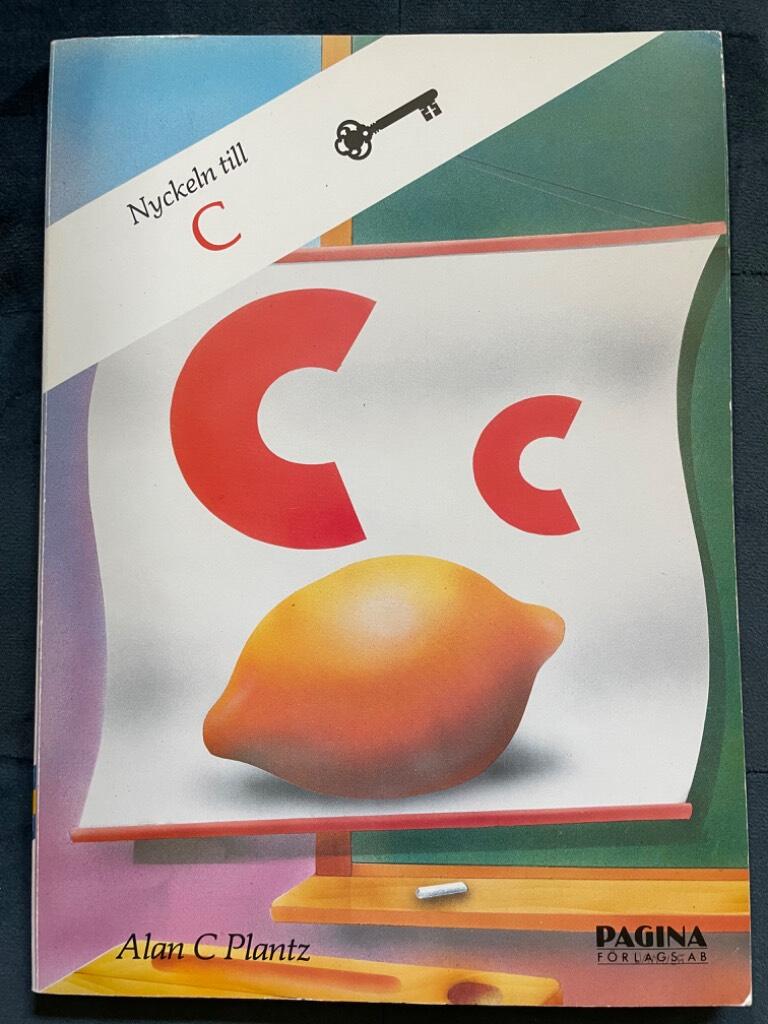 Nyckeln till
C
C c
Alan C Plantz
PAGINA
FÖRLAGS AB